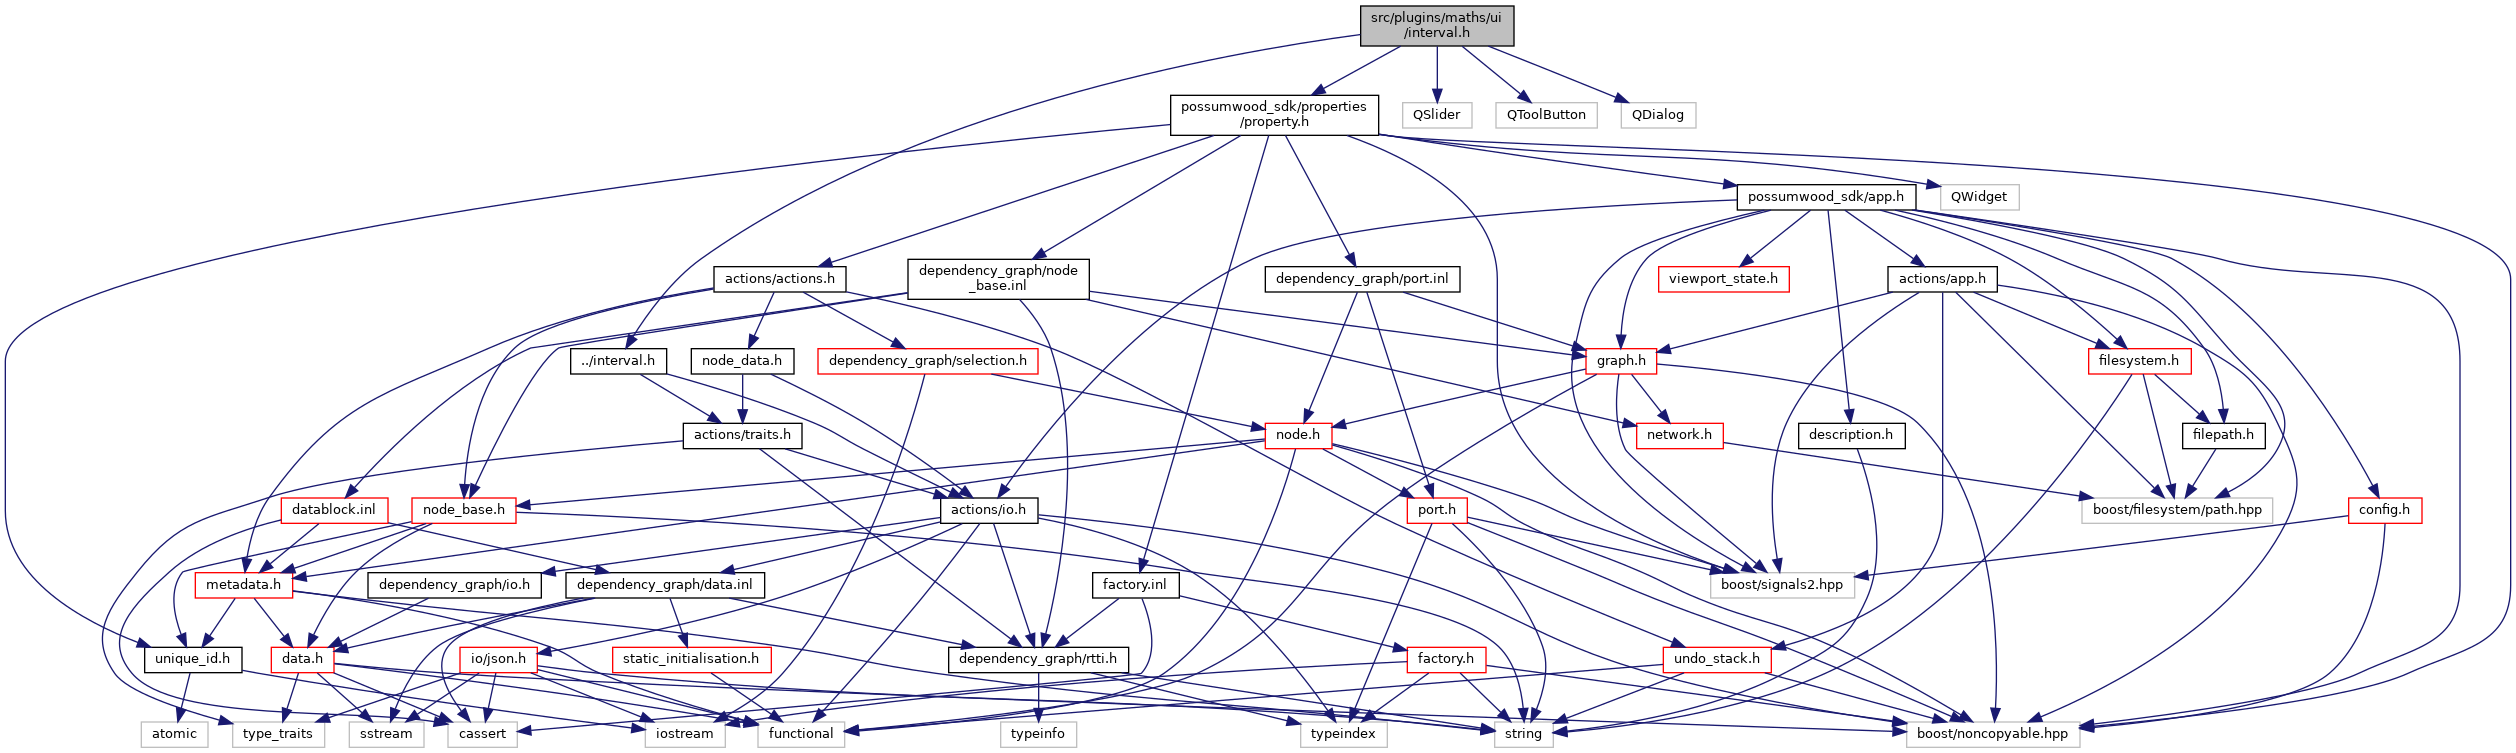 src/plugins/maths/ui
/interval.h
possumwood_sdk/properties
/property.h
QSlider
QToolButton
QDialog
possumwood_sdk/app.h
QWidget
actions/actions.h
dependency_graph/node
_base.inl
dependency_graph/port.inl
viewport_state.h
actions/app.h
../interval.h
node_data.h
dependency_graph/selection.h
graph.h
filesystem.h
actions/traits.h
node.h
network.h
description.h
filepath.h
datablock.inl
node_base.h
actions/io.h
port.h
boost/filesystem/path.hpp
config.h
metadata.h
dependency_graph/io.h
dependency_graph/data.inl
factory.inl
boost/signals2.hpp
unique_id.h
data.h
io/json.h
static_initialisation.h
dependency_graph/rtti.h
factory.h
undo_stack.h
atomic
type_traits
sstream
cassert
iostream
functional
typeinfo
typeindex
string
boost/noncopyable.hpp